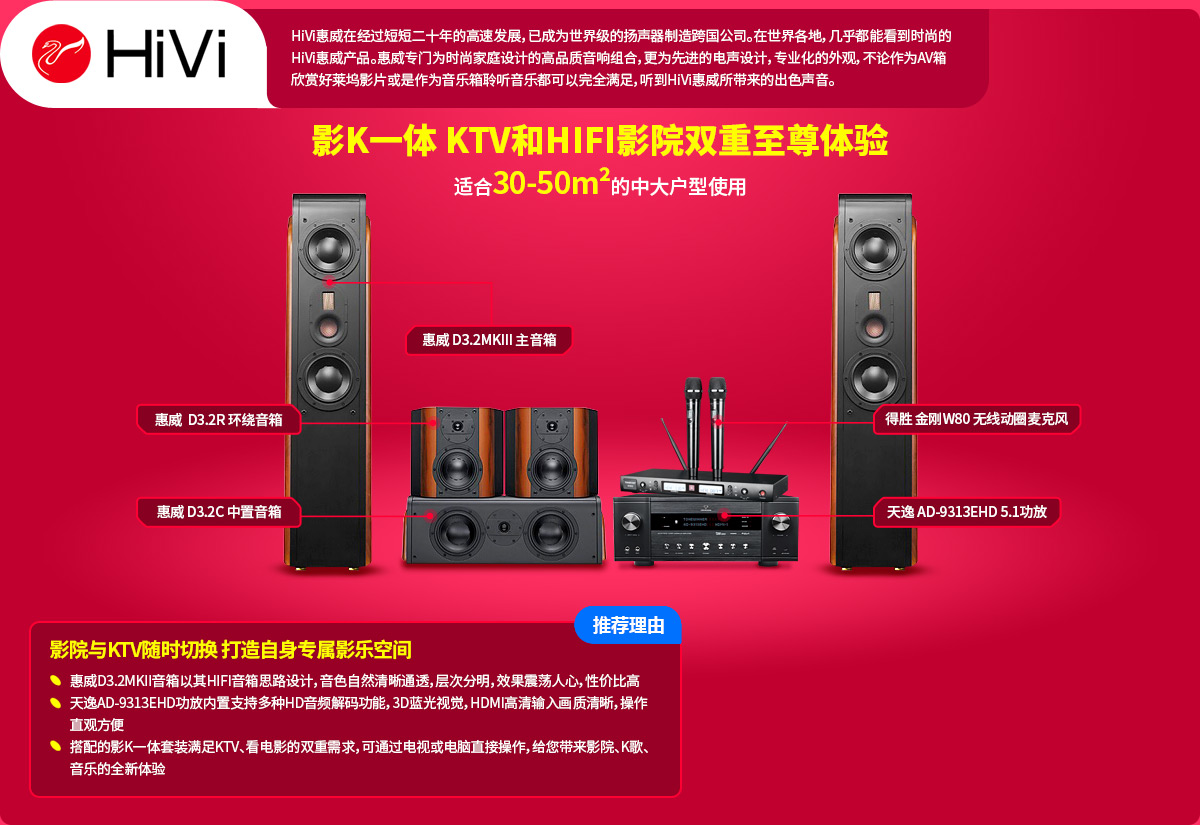 HiVi
HiVi惠威在经过短短二十年的高速发展，已成为世界级的扬声器制造跨国公司。在世界各地，几乎都能看到时尚的
HiVi惠威产品。惠威专门为时尚家庭设计的高品质音响组合，更为先进的电声设计，专业化的外观，不论作为AV箱
欣赏好莱坞影片或是作为音乐箱聆听音乐都可以完全满足，听到HiVi惠威所带来的出色声音。
影K一体 KTV和HIFI影院双重至尊体验
适合30-50m²的中大户型使用
惠威 D3.2MKIII 主音箱
惠威 D3.2R 环绕音箱
得胜 金刚W80 无线动圈麦克风
惠威 D3.2C 中置音箱
天逸 AD-9313EHD 5.1功放
推荐理由
影院与KTV随时切换 打造自身专属影乐空间
惠威D3.2MKII音箱以其HIFI音箱思路设计，音色自然清晰通透，层次分明，效果震荡人心，性价比高
天逸AD-9313EHD功放内置支持多种HD音频解码功能，3D蓝光视觉，HDMI高清输入画质清晰，操作
直观方便
搭配的影K一体套装满足KTV、看电影的双重需求，可通过电视或电脑直接操作，给您带来影院、K歌、
音乐的全新体验